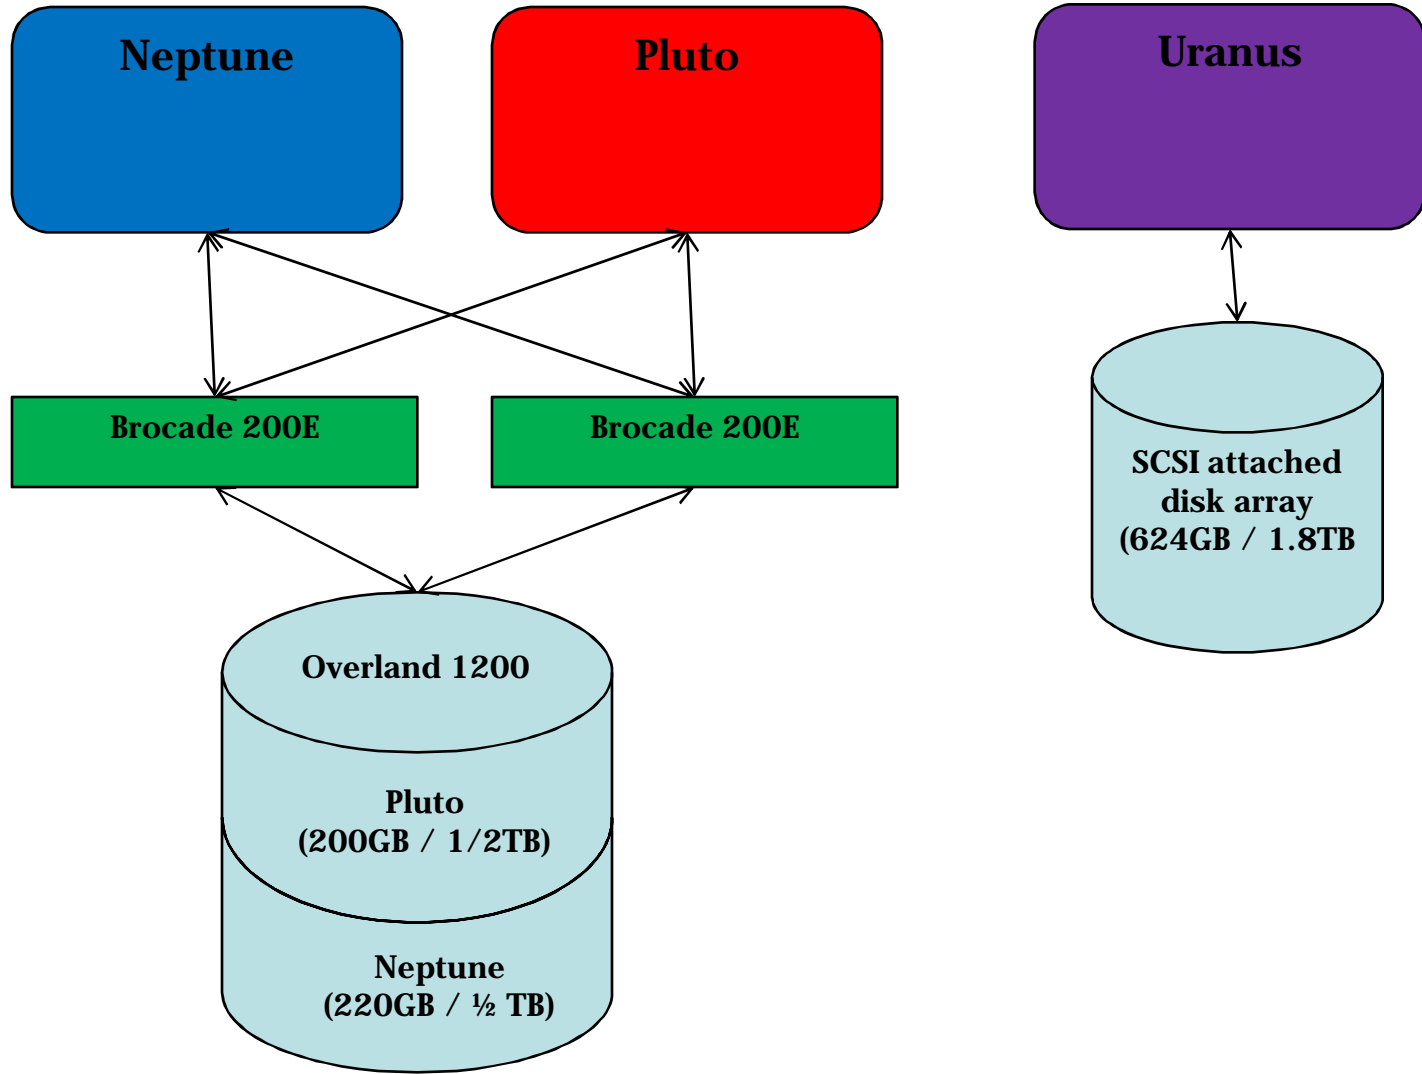 Neptune
Pluto
Uranus
Brocade 200E
Brocade 200E
SCSI attached
disk array
(624GB / 1.8TB
Overland 1200
Pluto
(200GB / 1/2TB)
Neptune
(220GB / ½ TB)